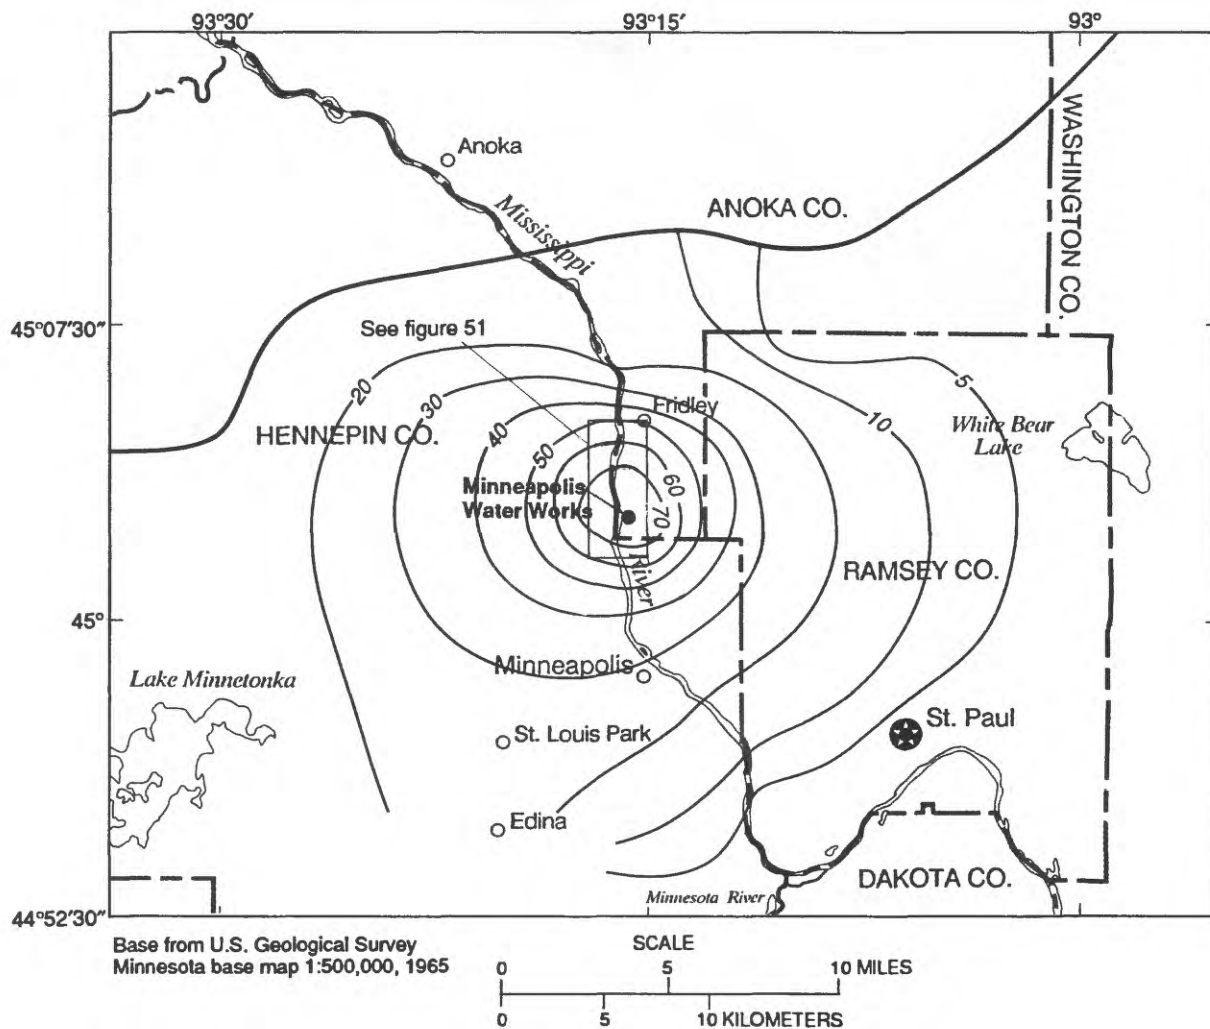 93°30′
93°15′
93°
Anoka
Mississippi
ANOKA CO.
WASHINGTON CO.
45°07′30″
See figure 51
20
30
40
50
60
70
10
5
Fridley
HENNEPIN CO.
White Bear
Lake
Minneapolis
Water Works
River
RAMSEY CO.
45°
Minneapolis
Lake Minnetonka
St. Louis Park
St. Paul
Edina
DAKOTA CO.
Minnesota River
44°52′30″
Base from U.S. Geological Survey
Minnesota base map 1:500,000, 1965
SCALE
0 5 10 MILES
0 5 10 KILOMETERS